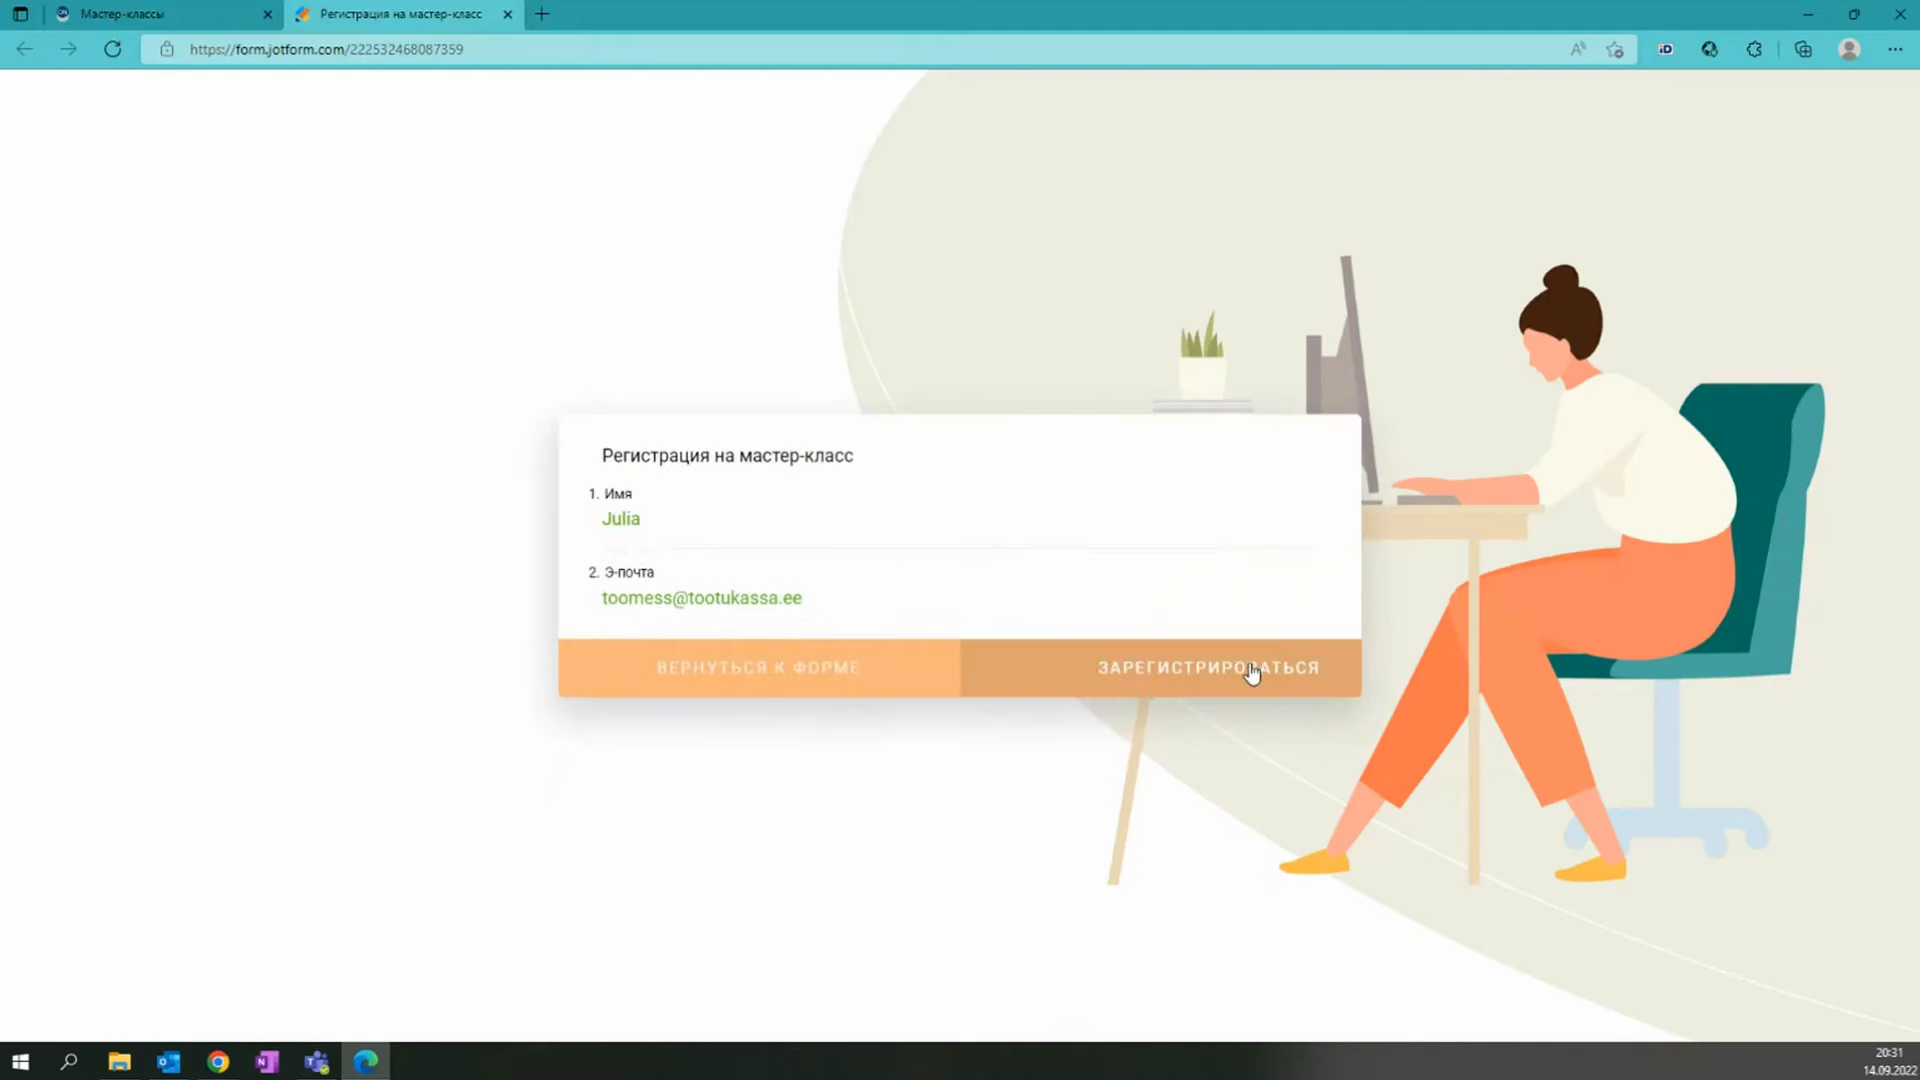 Мастер-классы
Регистрация на мастер-класс
https://form.jotform.com/222532468087359
iD
Регистрация на мастер-класс
1. Имя
Julia
2. Э-почта
toomess@tootukassa.ee
ВЕРНУТЬСЯ К ФОРМЕ
ЗАРЕГИСТРИРОВАТЬСЯ
20:31
14.09.2022